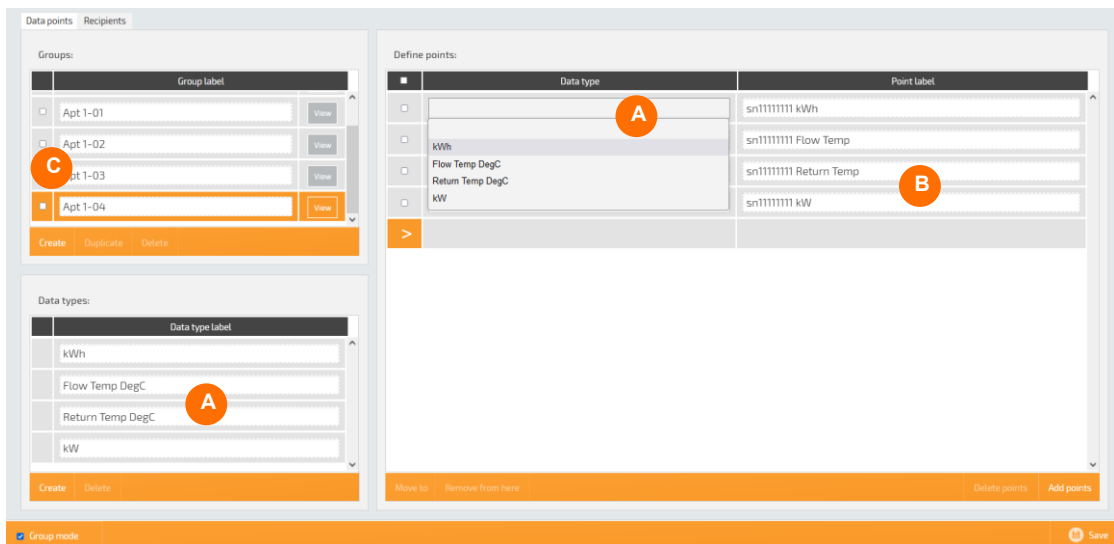 Data points Recipients
Groups:
Group label
Apt 1-01 View
Apt 1-02 View
C pt 1-03 View
Apt 1-04 View
Create Duplicate Delete
Data types:
Data type label
kWh
Flow Temp DegC
A
Return Temp DegC
kW
Create Delete
Define points:
Data type Point label
A
sn11111111 kWh
sn11111111 Flow Temp
sn11111111 Return Temp
B
sn11111111 kW
kWh
Flow Temp DegC
Return Temp DegC
kW
>
Move to Remove from here Delete points Add points
Group mode Save